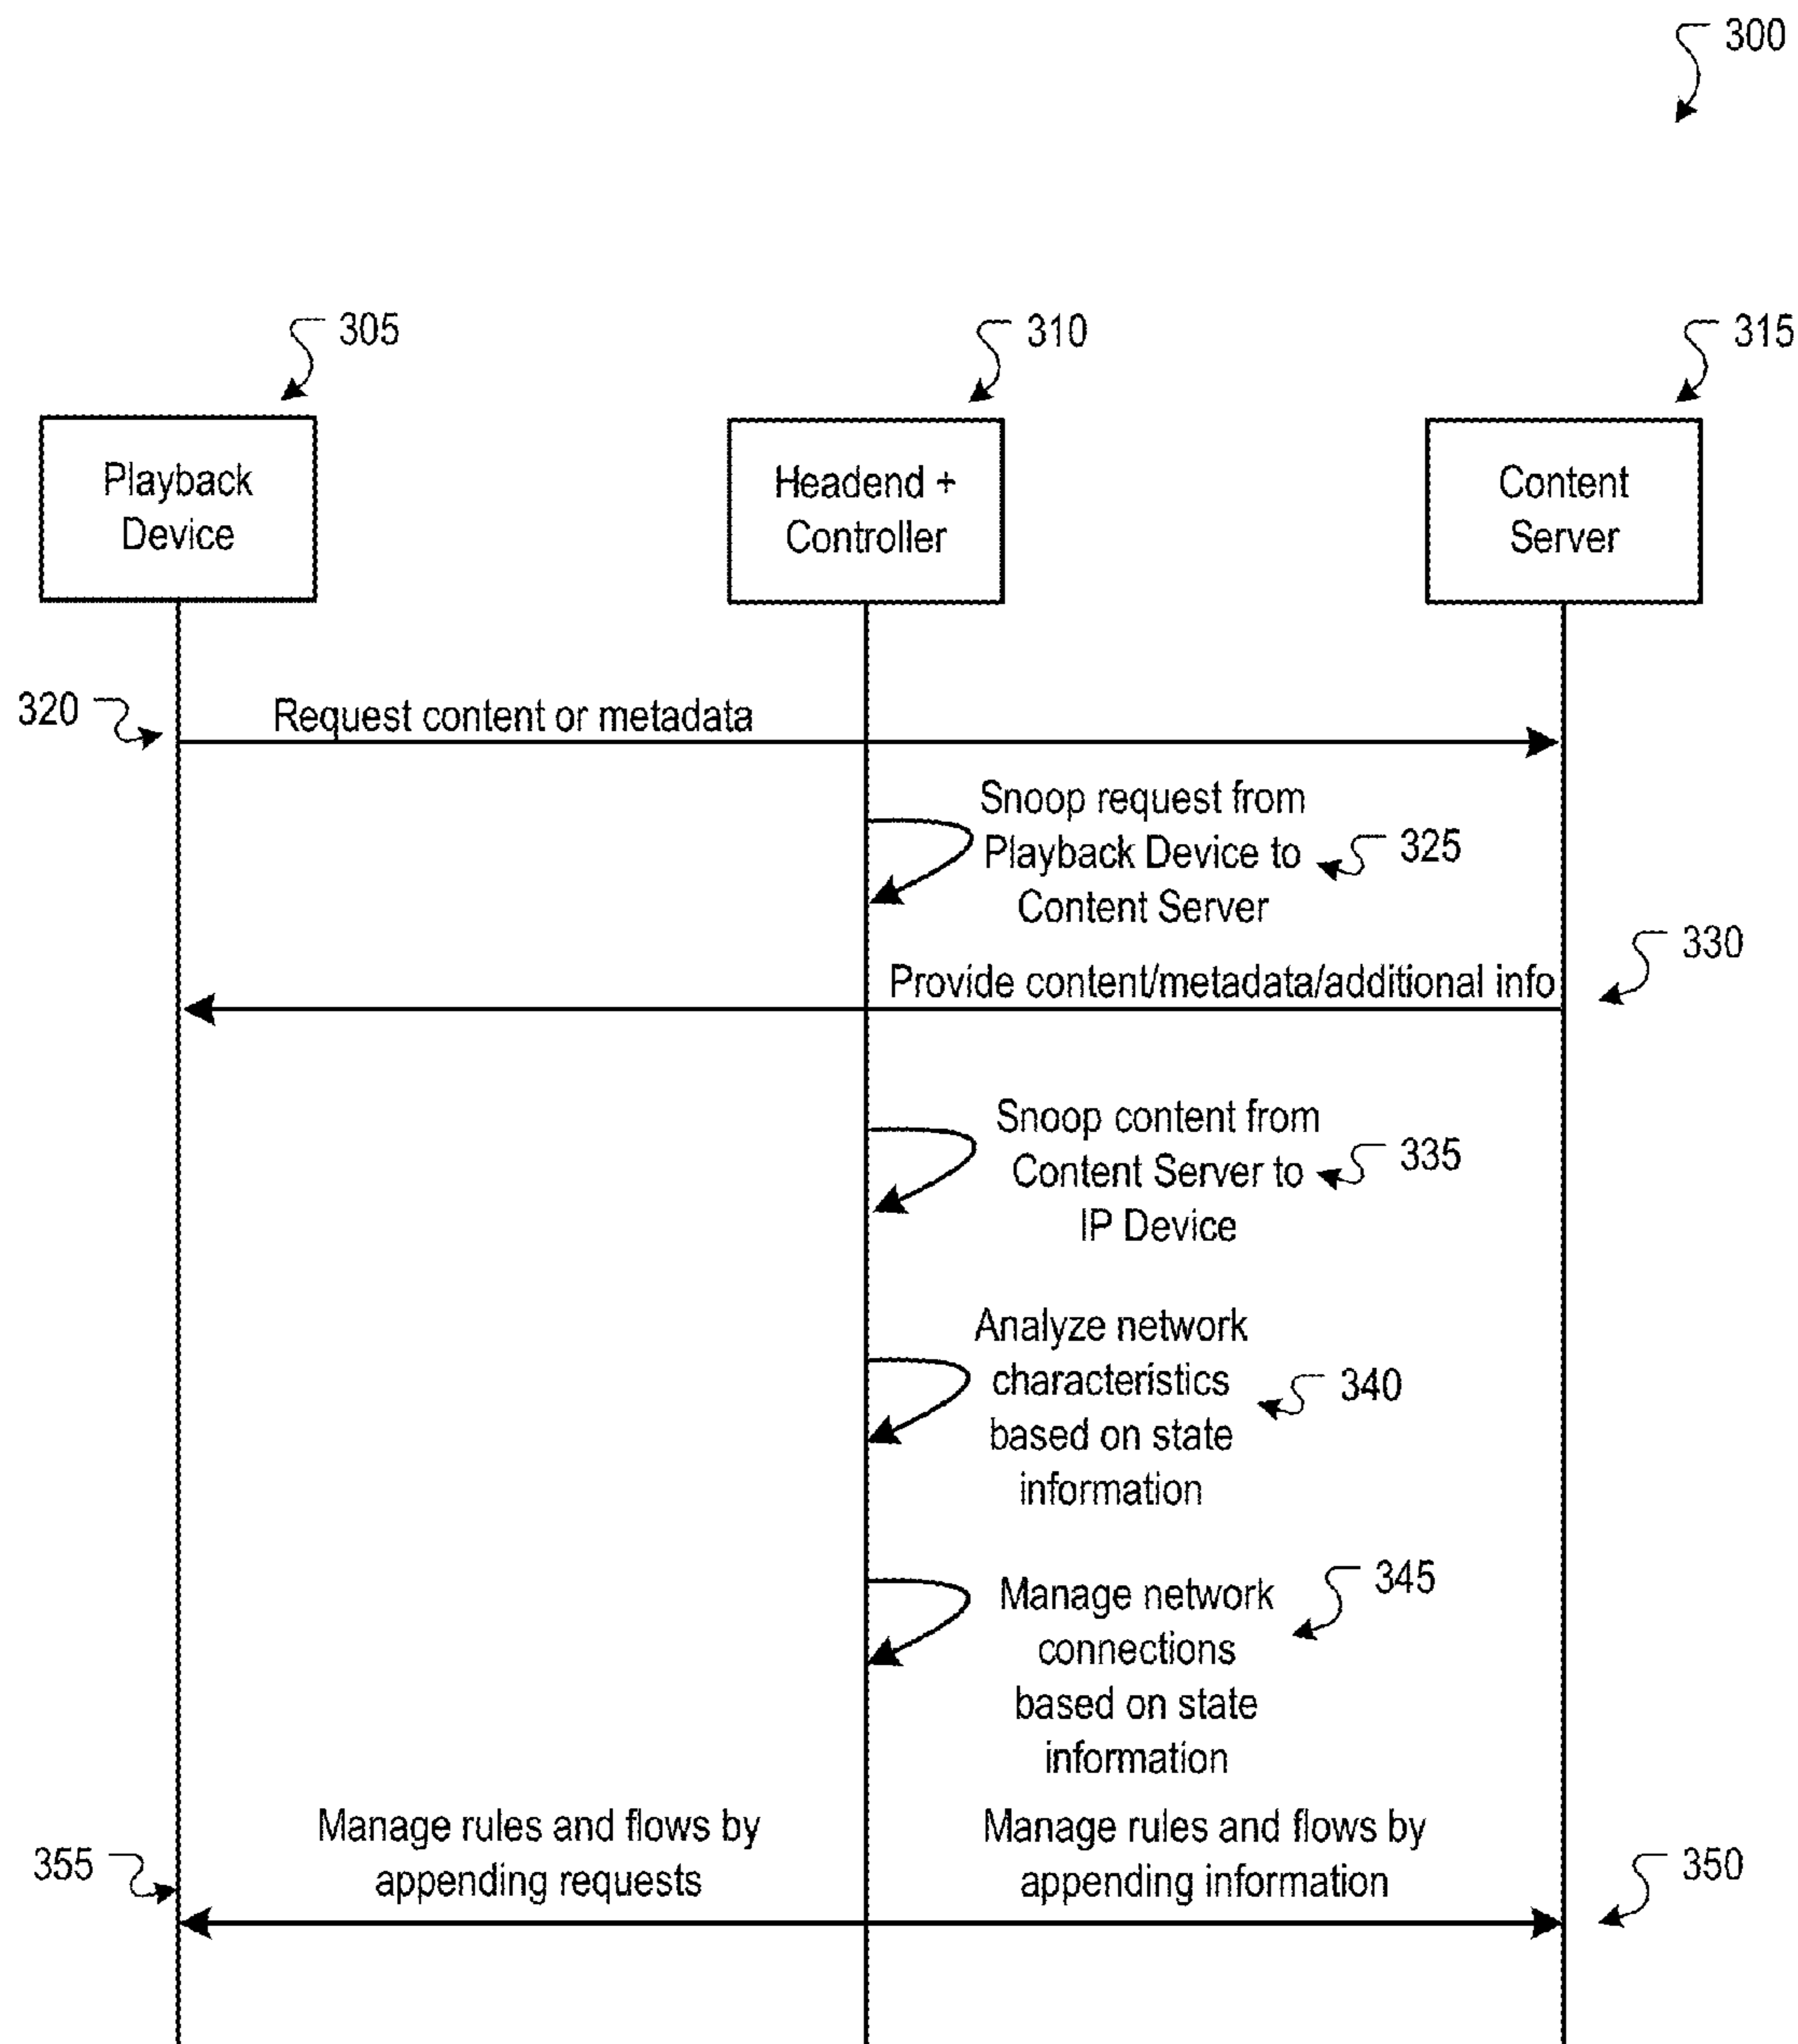 300
305
310
315
Playback
Device
Headend +
Controller
Content
Server
320
Request content or metadata
Snoop request from
Playback Device to
Content Server
325
330
Provide content/metadata/additional info
Snoop content from
Content Server to
IP Device
335
Analyze network
characteristics
based on state
information
340
Manage network
connections
based on state
information
345
Manage rules and flows by
appending requests
355
Manage rules and flows by
appending information
350